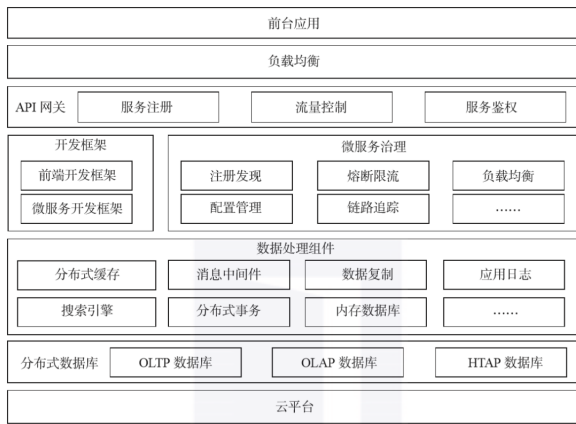 前台应用
负载均衡
API 网关 服务注册 流量控制 服务鉴权
开发框架 微服务治理
前端开发框架 注册发现 熔断限流 负载均衡
微服务开发框架 配置管理 链路追踪 ……
数据处理组件
分布式缓存 消息中间件 数据复制 应用日志
搜索引擎 分布式事务 内存数据库 ……
分布式数据库 OLTP 数据库 OLAP 数据库 HTAP 数据库
云平台